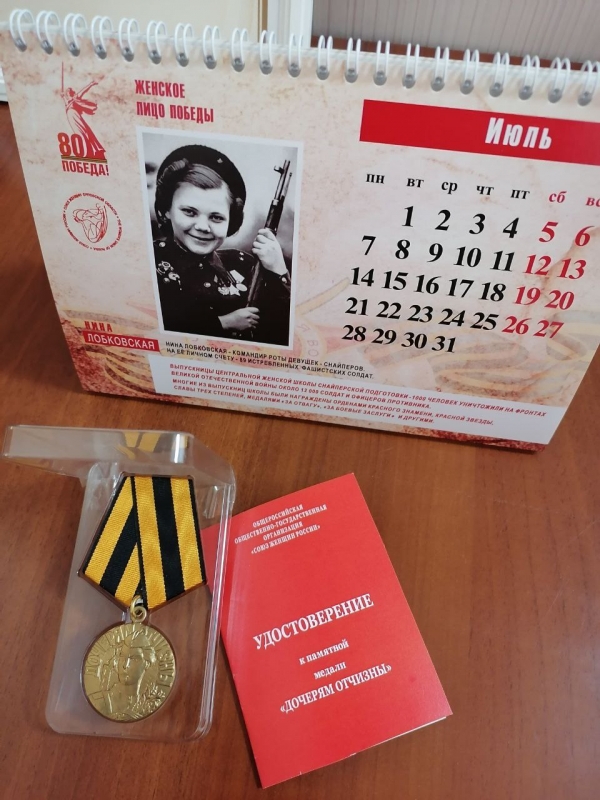 ЖЕНСКОЕ
ЛИЦО ПОБЕДЫ
80
ПОБЕДА!
Июль
пн вт ср чт пт сб вс
1 2 3 4 5 6
7 8 9 10 11 12 13
14 15 16 17 18 19 20
21 22 23 24 25 26 27
28 29 30 31
НИНА
ЛОБКОВСКАЯ
НИНА ЛОБКОВСКАЯ - КОМАНДИР РОТЫ ДЕВУШЕК - СНАЙПЕРОВ.
НА ЕЕ ЛИЧНОМ СЧЕТУ - 89 ИСТРЕБЛЕННЫХ ФАШИСТСКИХ СОЛДАТ.
ВЫПУСКНИЦЫ ЦЕНТРАЛЬНОЙ ЖЕНСКОЙ ШКОЛЫ СНАЙПЕРСКОЙ ПОДГОТОВКИ - 1000 ЧЕЛОВЕК УНИЧТОЖИЛИ НА ФРОНТАХ
ВЕЛИКОЙ ОТЕЧЕСТВЕННОЙ ВОЙНЫ ОКОЛО 12 000 СОЛДАТ И ОФИЦЕРОВ ПРОТИВНИКА.
МНОГИЕ ИЗ ВЫПУСКНИЦ ШКОЛЫ БЫЛИ НАГРАЖДЕНЫ ОРДЕНАМИ КРАСНОГО ЗНАМЕНИ, КРАСНОЙ ЗВЕЗДЫ,
СЛАВЫ ТРЕХ СТЕПЕНЕЙ, МЕДАЛЯМИ «ЗА ОТВАГУ», «ЗА БОЕВЫЕ ЗАСЛУГИ» И ДРУГИМИ.
ОБЩЕРОССИЙСКАЯ
ОБЩЕСТВЕННО-ГОСУДАРСТВЕННАЯ
ОРГАНИЗАЦИЯ
«СОЮЗ ЖЕНЩИН РОССИИ»
УДОСТОВЕРЕНИЕ
к памятной
медали
«ДОЧЕРЯМ ОТЧИЗНЫ»
ДОЧЕРЯМ ОТЧИЗНЫ